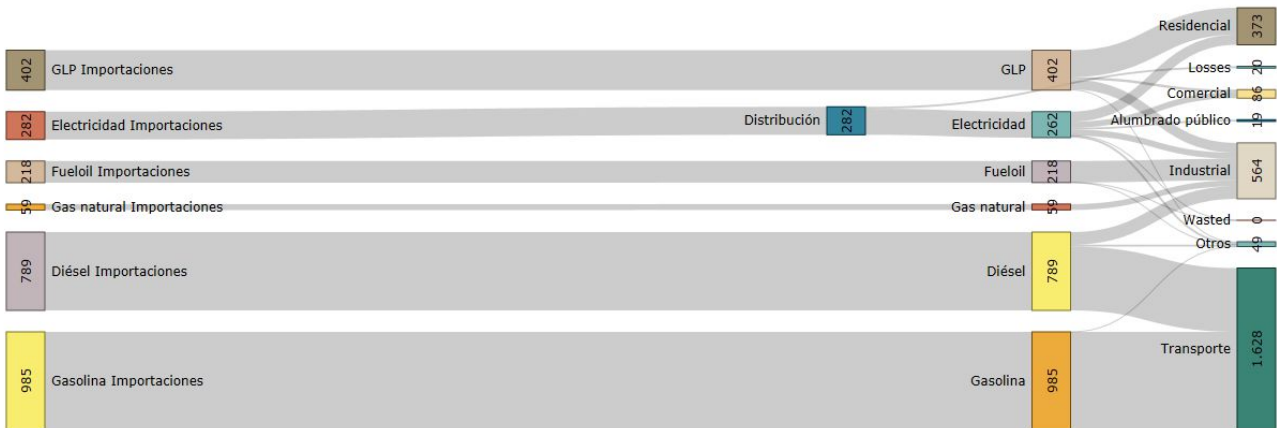 Residencial
373
402
GLP Importaciones
GLP
402
Losses
20
Comercial
86
282
Electricidad Importaciones
Distribución
282
Electricidad
262
Alumbrado público
19
218
Fueloil Importaciones
Fueloil
218
Industrial
564
59
Gas natural Importaciones
Gas natural
59
Wasted
0
Otros
49
789
Diésel Importaciones
Diésel
789
Transporte
1.628
985
Gasolina Importaciones
Gasolina
985